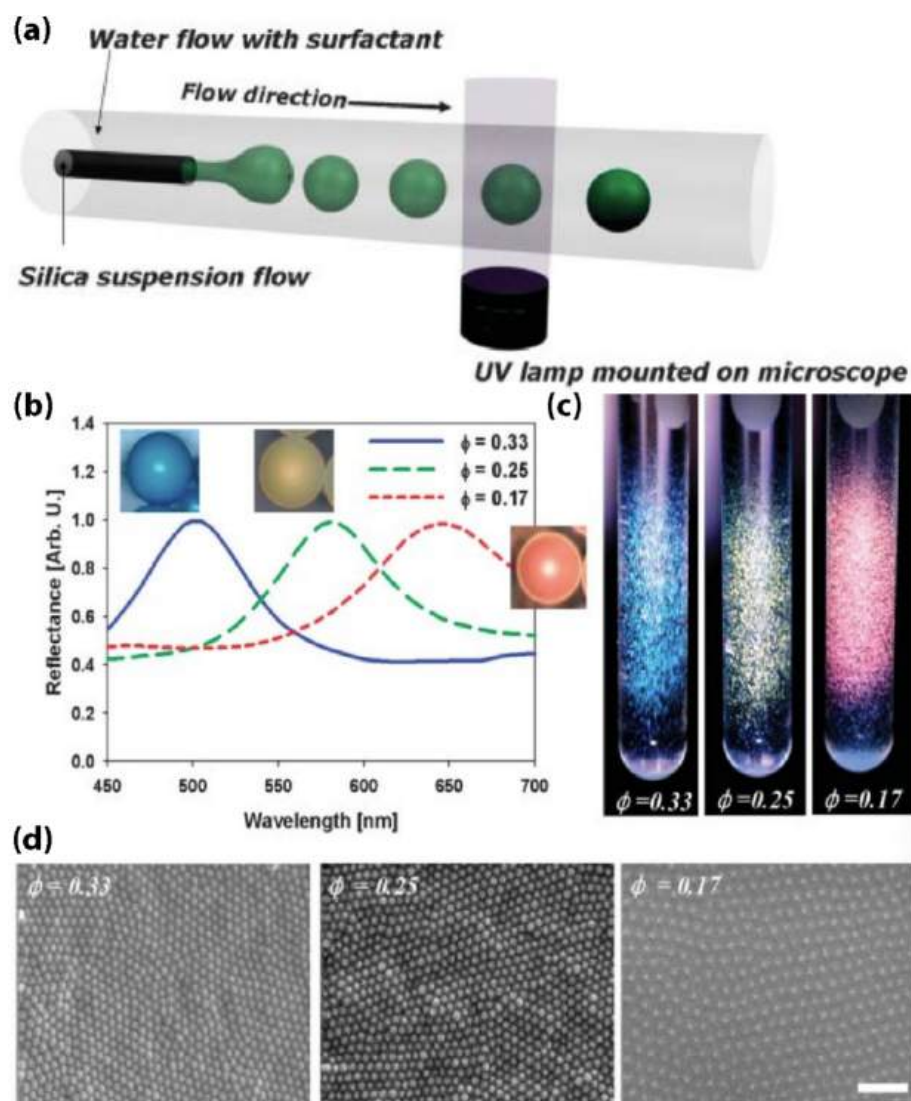 (a)
Water flow with surfactant
Flow direction
Silica suspension flow
UV lamp mounted on microscope
(b)
1.4
1.2
1.0
0.8
0.6
0.4
0.2
0.0
Reflectance [Arb. U.]
ϕ = 0.33
ϕ = 0.25
ϕ = 0.17
450 500 550 600 650 700
Wavelength [nm]
(c)
ϕ=0.33 ϕ=0.25 ϕ=0.17
(d)
ϕ = 0.33 ϕ = 0.25 ϕ = 0.17